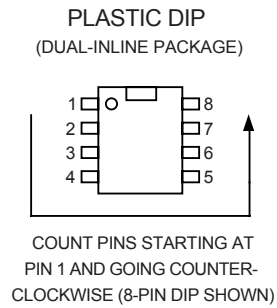 PLASTIC DIP
(DUAL-INLINE PACKAGE)
1 8
2 7
3 6
4 5
COUNT PINS STARTING AT
PIN 1 AND GOING COUNTER-
CLOCKWISE (8-PIN DIP SHOWN)